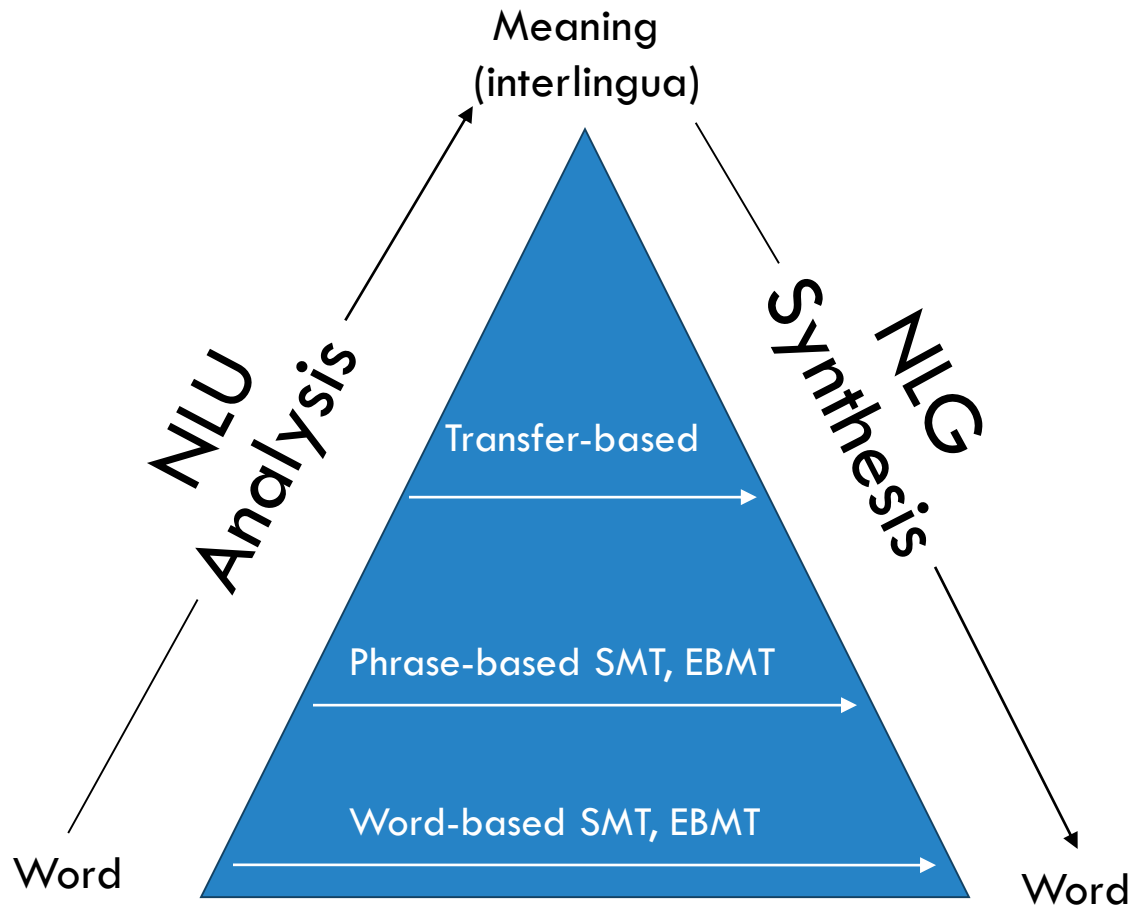 Meaning
(interlingua)
NLU
Analysis
NLG
Synthesis
Transfer-based
Phrase-based SMT, EBMT
Word-based SMT, EBMT
Word
Word